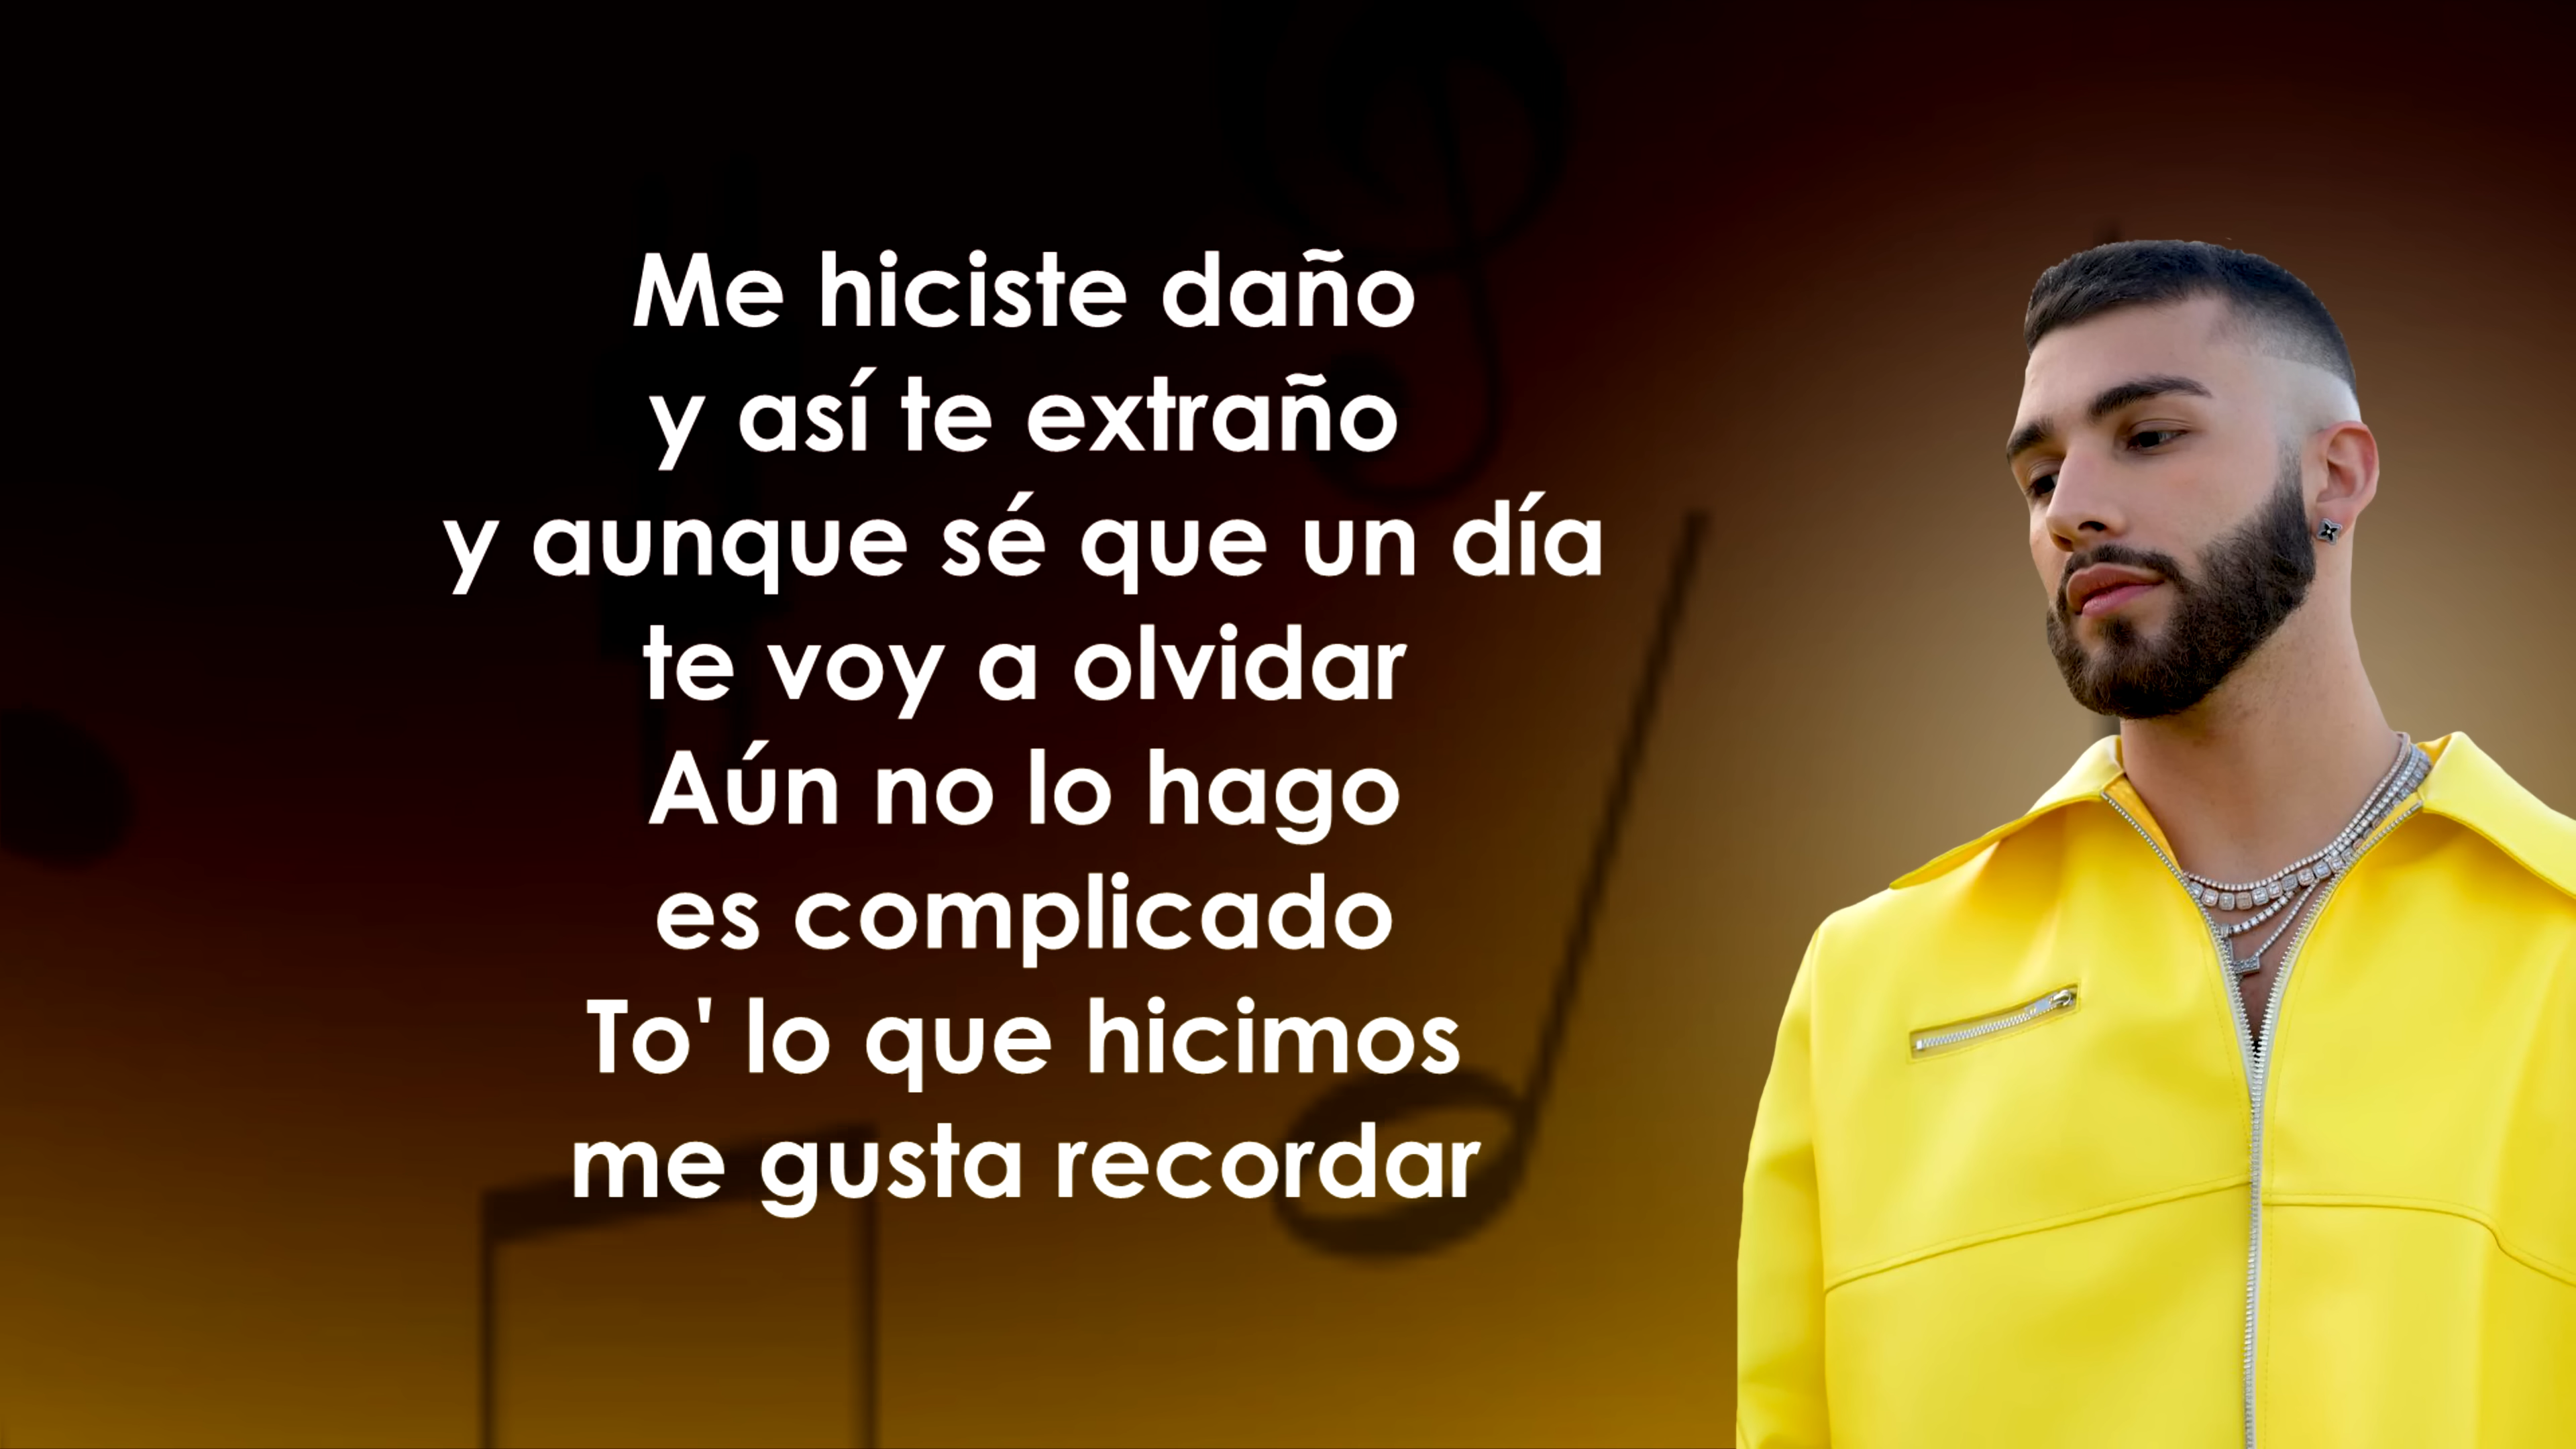 Me hiciste daño
y así te extraño
y aunque sé que un día
te voy a olvidar
Aún no lo hago
es complicado
To' lo que hicimos
me gusta recordar